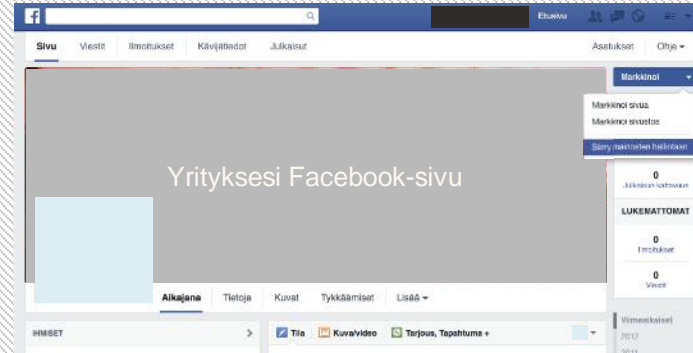 f
Etusivu
Sivu Viestit Ilmoitukset Kävijätiedot Julkaisut Asetukset Ohje
Markkinoi
Markkinoi sivua
Markkinoi sivustoa
Siirry mainosten hallintaan
Yrityksesi Facebook-sivu
0
Julkaisun kattavuus
LUKEMATTOMAT
0
Ilmoitukset
0
Viestit
Aikajana Tietoja Kuvat Tykkäämiset Lisää
IHMISET >
Tila Kuva/video Tarjous, Tapahtuma +
Viimeaikaiset
2012
2011